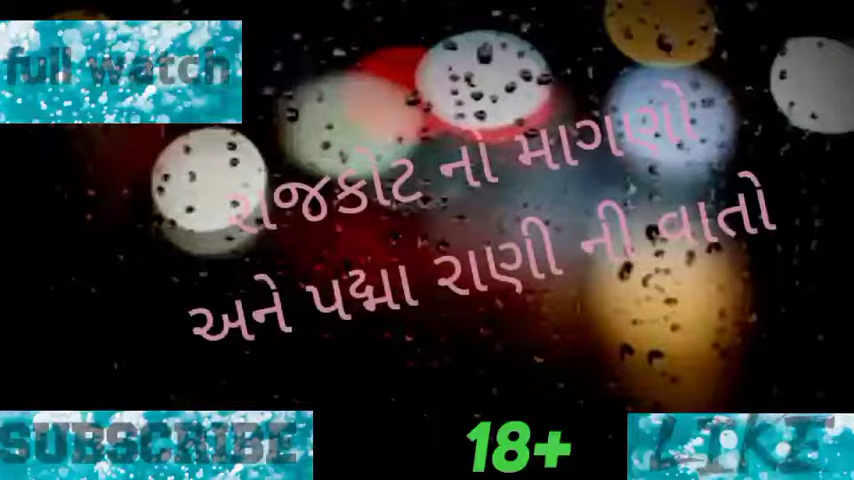 full watch
રાજકોટ નો માગણો
અને પદ્મા રાણી ની વાતો
SUBSCRIBE
18+
LIKE